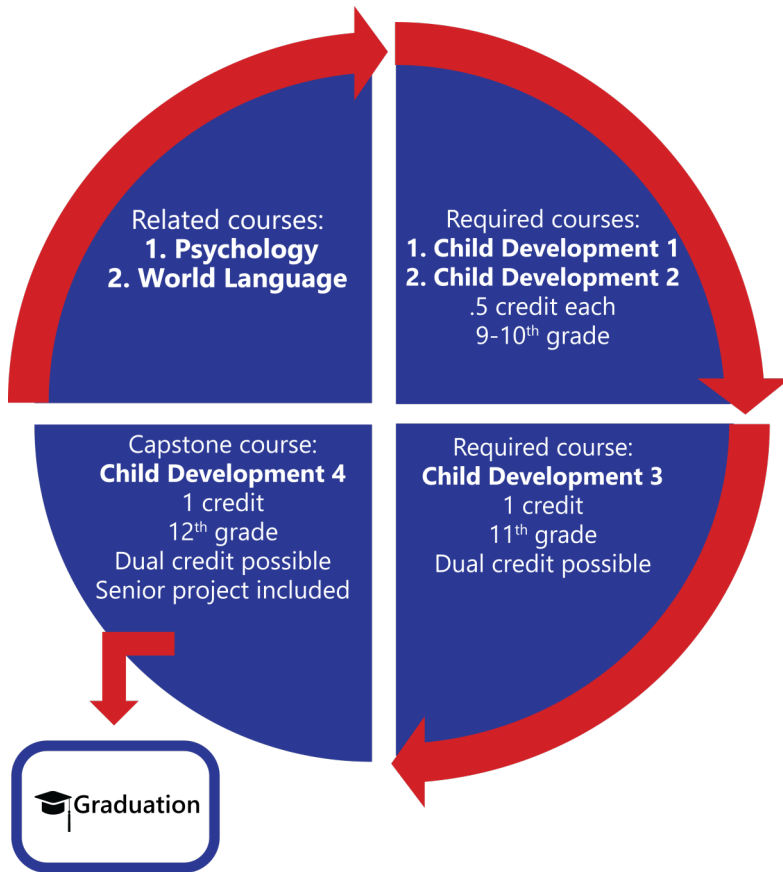 Related courses:
1. Psychology
2. World Language
Required courses:
1. Child Development 1
2. Child Development 2
.5 credit each
9-10th grade
Required course:
Child Development 3
1 credit
11th grade
Dual credit possible
Capstone course:
Child Development 4
1 credit
12th grade
Dual credit possible
Senior project included
Graduation